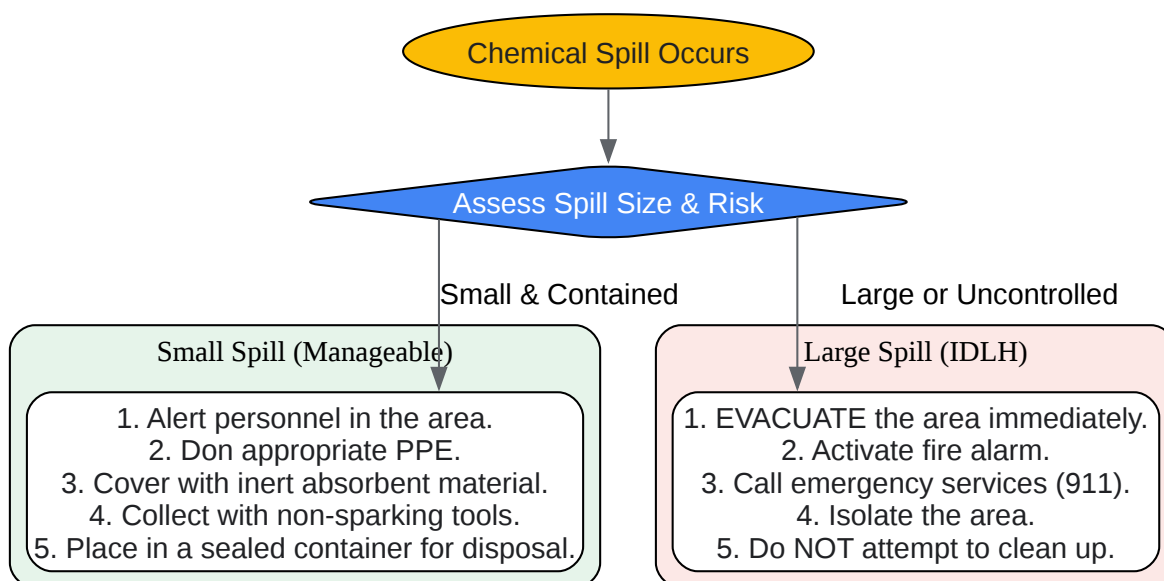 Chemical Spill Occurs
Assess Spill Size & Risk
Small & Contained
Large or Uncontrolled
Small Spill (Manageable)
1. Alert personnel in the area.
2. Don appropriate PPE.
3. Cover with inert absorbent material.
4. Collect with non-sparking tools.
5. Place in a sealed container for disposal.
Large Spill (IDLH)
1. EVACUATE the area immediately.
2. Activate fire alarm.
3. Call emergency services (911).
4. Isolate the area.
5. Do NOT attempt to clean up.